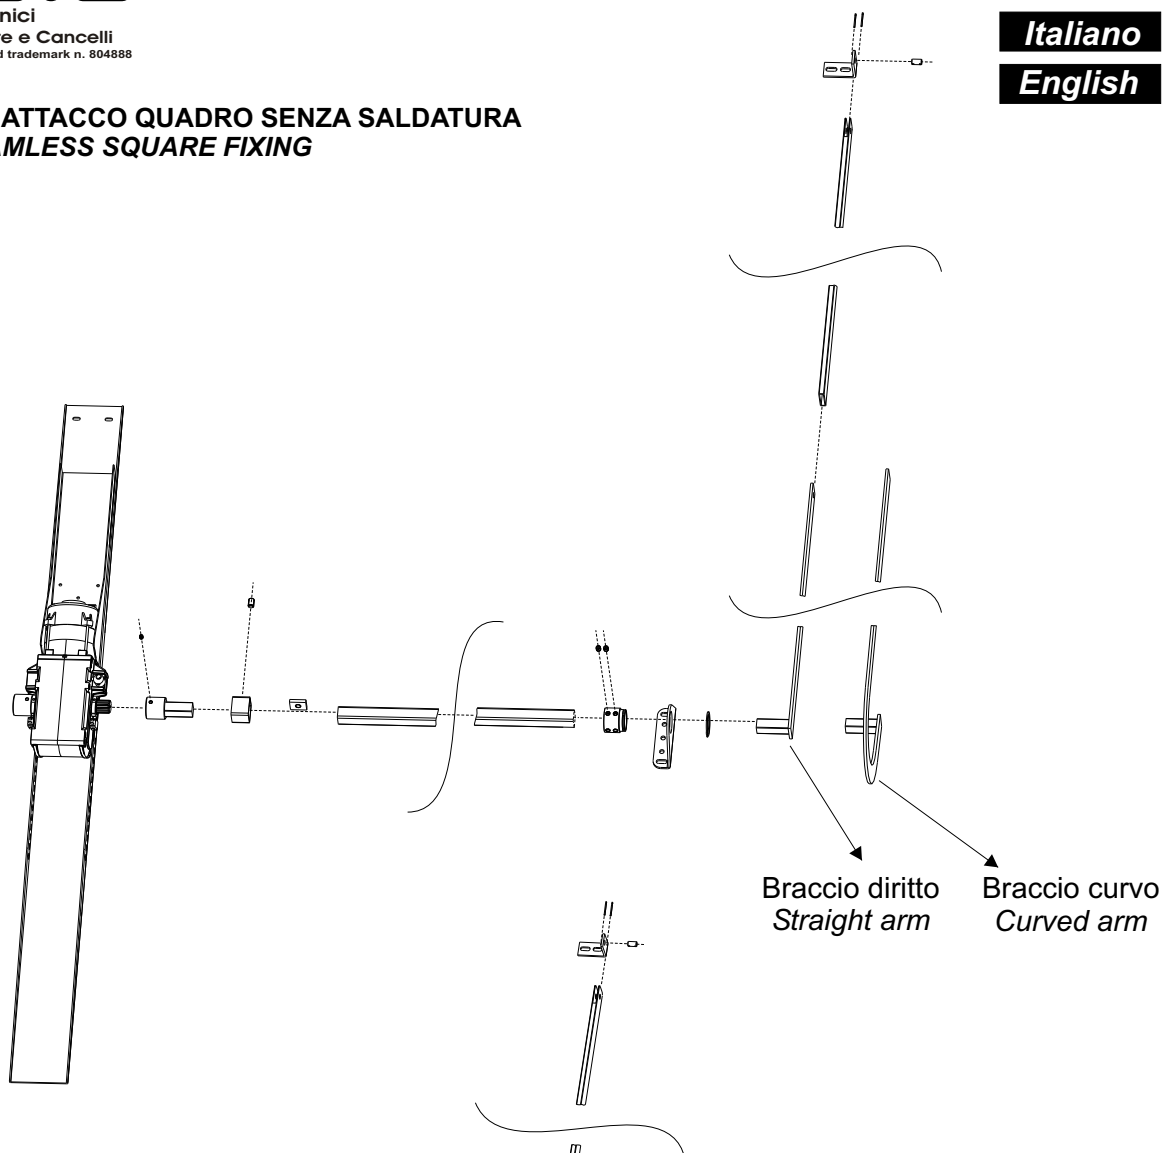 nici
e e Cancelli
d trademark n. 804888
Italiano
English
ATTACCO QUADRO SENZA SALDATURA
AMLESS SQUARE FIXING
Braccio diritto
Straight arm
Braccio curvo
Curved arm